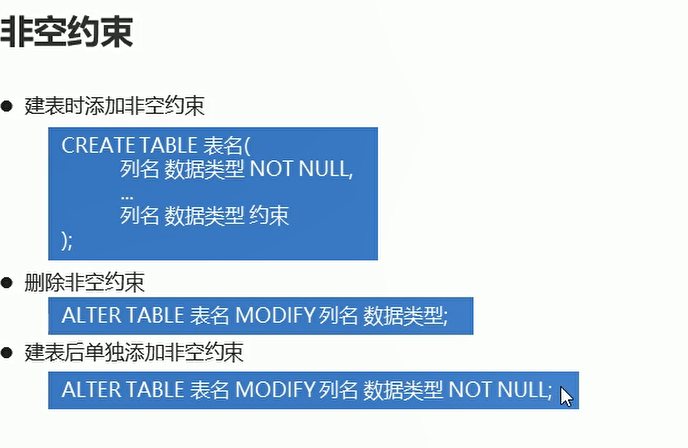 非空约束
● 建表时添加非空约束
CREATE TABLE 表名(
列名 数据类型 NOT NULL,
...
列名 数据类型 约束
);
● 删除非空约束
ALTER TABLE 表名 MODIFY 列名 数据类型;
● 建表后单独添加非空约束
ALTER TABLE 表名 MODIFY 列名 数据类型 NOT NULL;